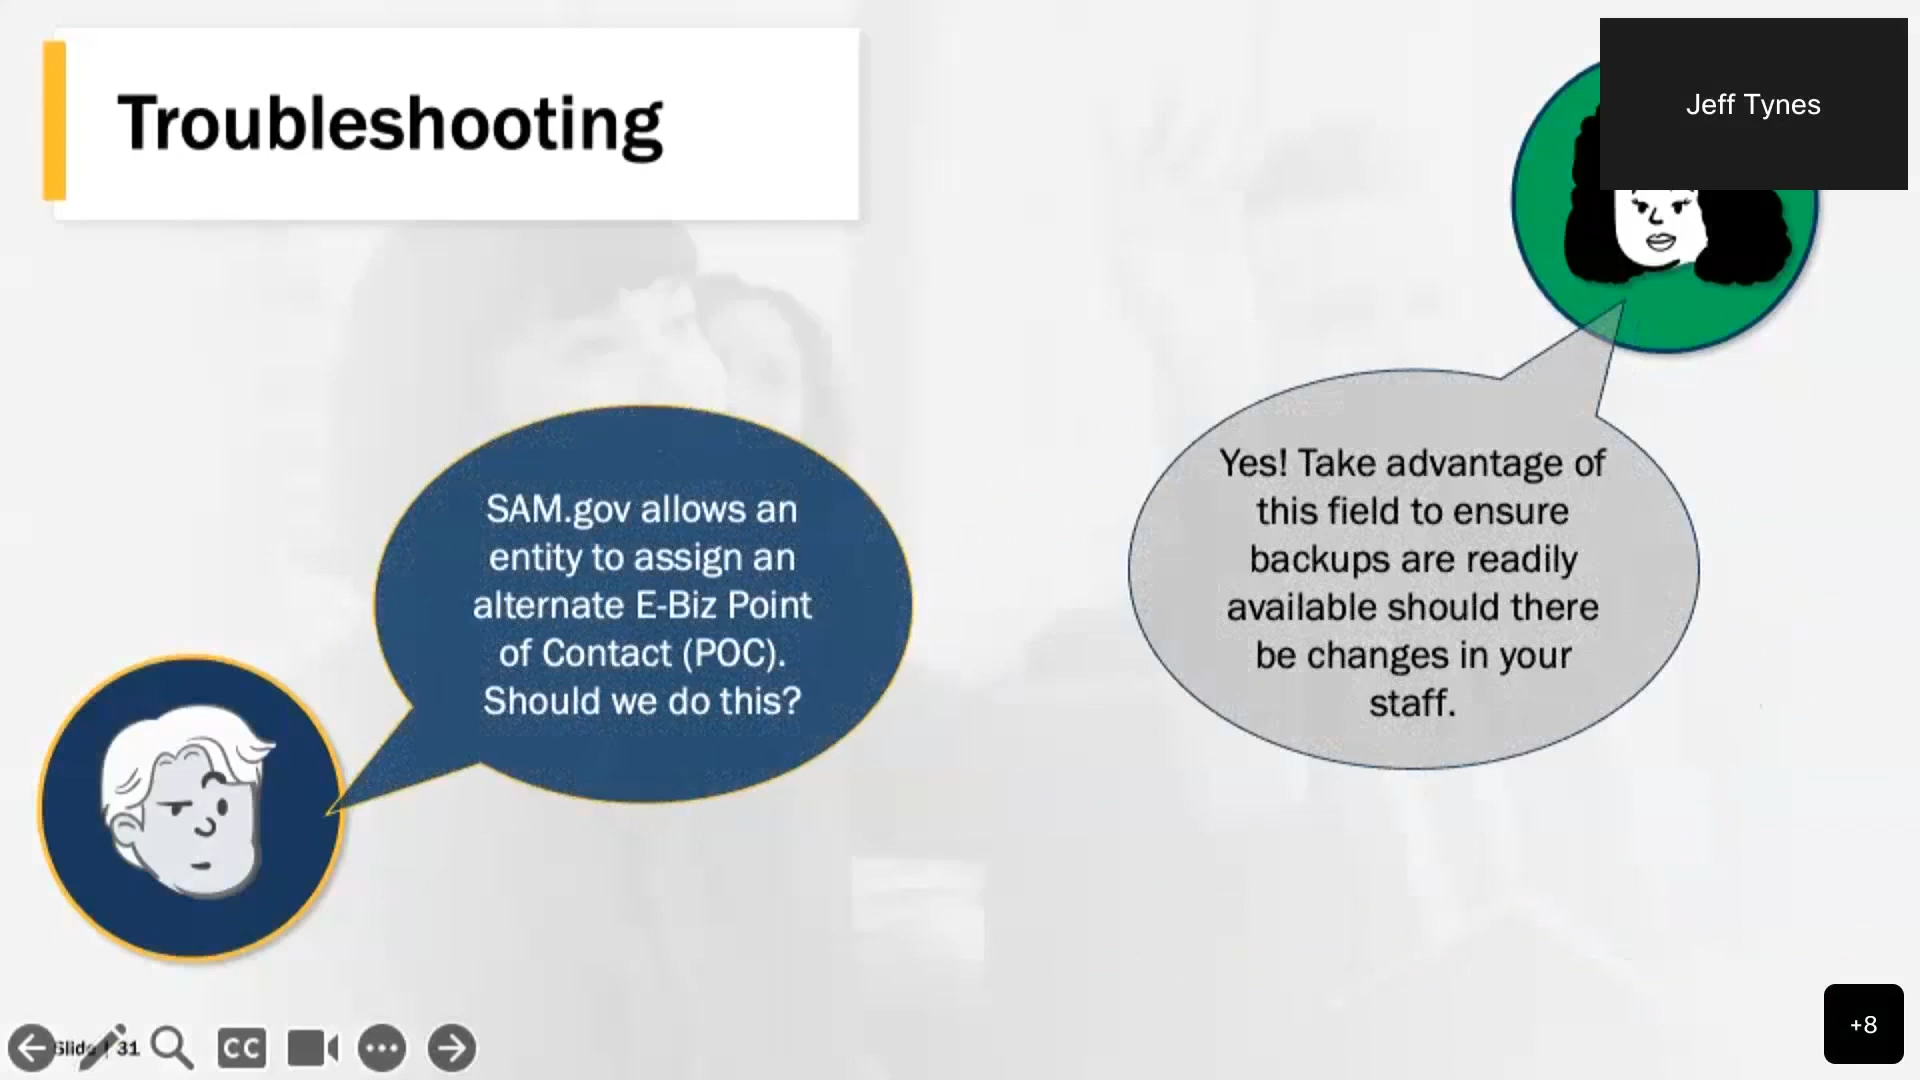 Troubleshooting
Jeff Tynes
SAM.gov allows an
entity to assign an
alternate E-Biz Point
of Contact (POC).
Should we do this?
Yes! Take advantage of
this field to ensure
backups are readily
available should there
be changes in your
staff.
Slide | 31
CC
+8